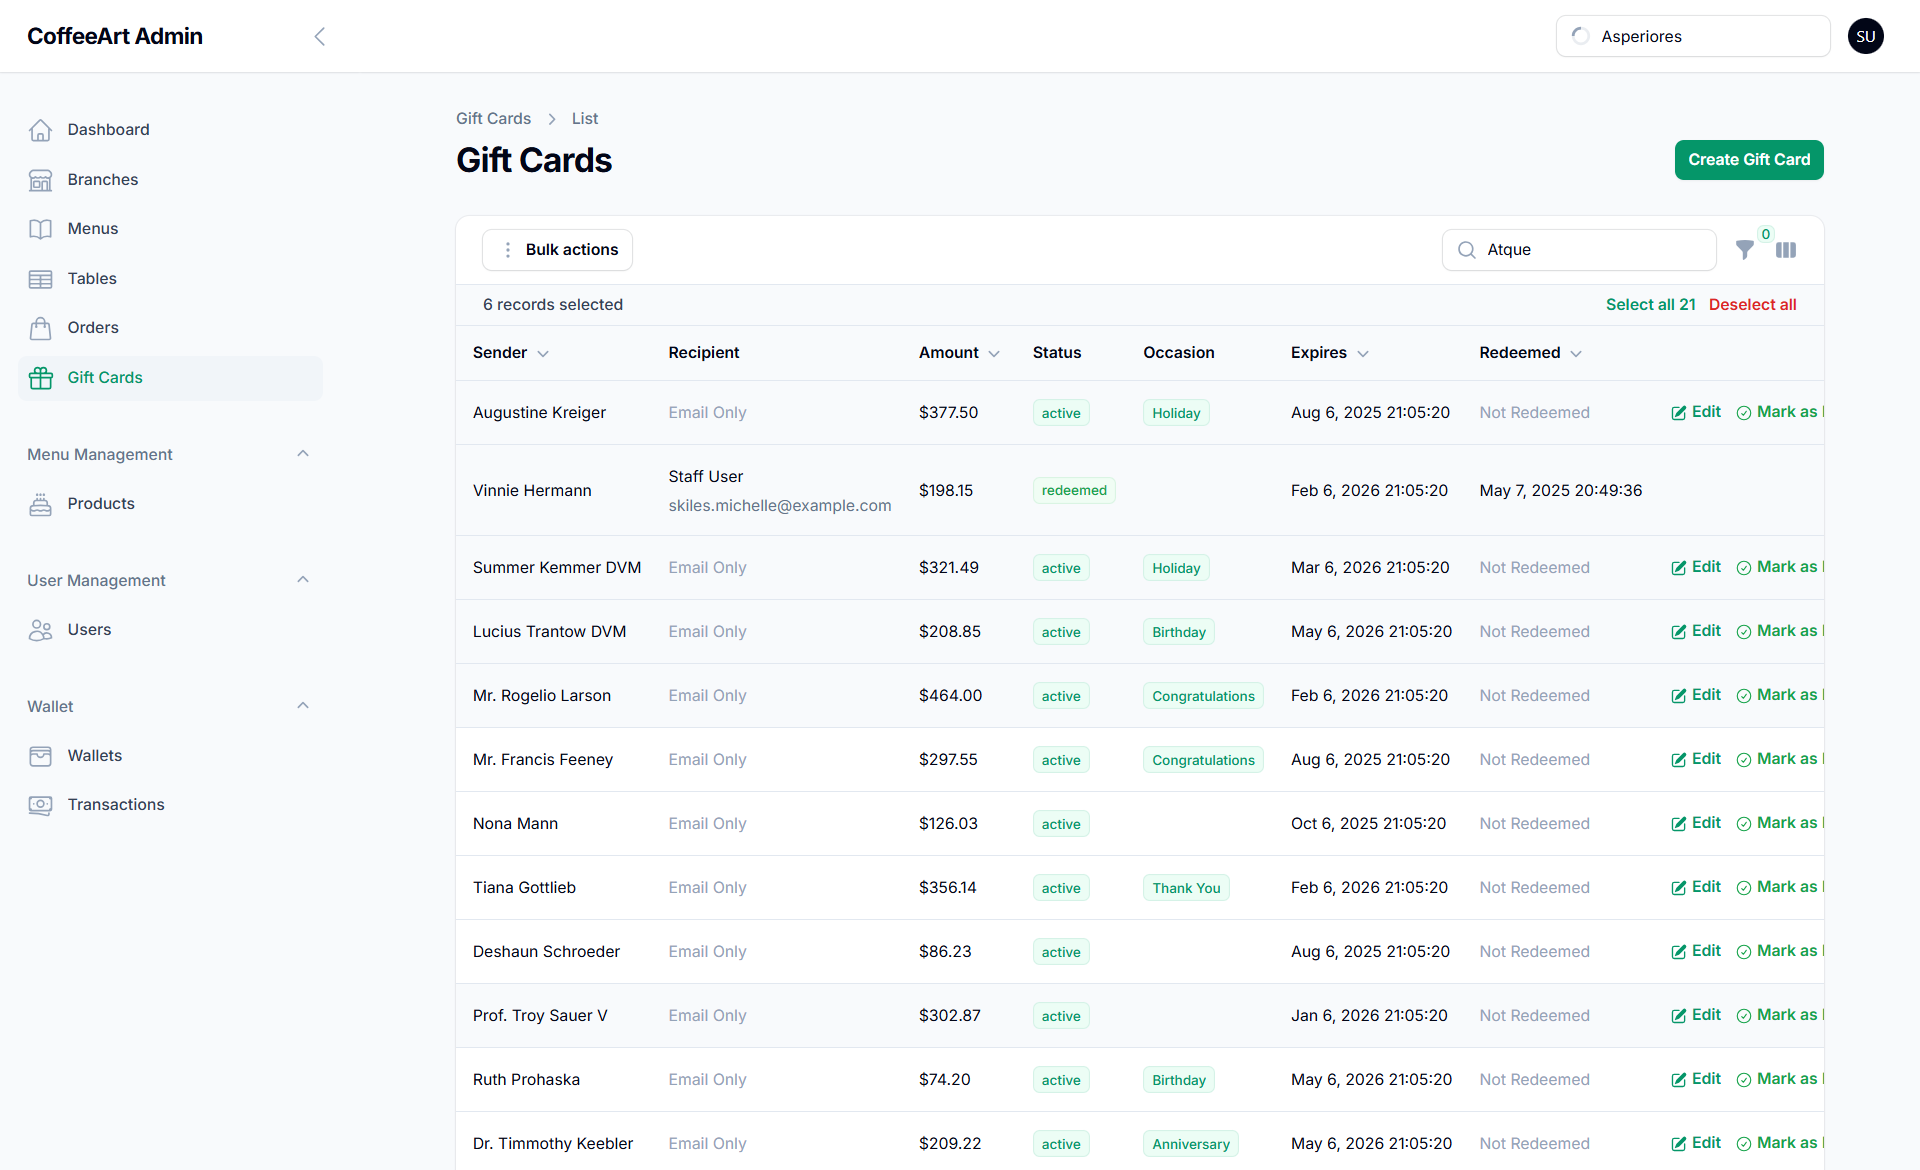 CoffeeArt Admin
Asperiores
SU
Dashboard
Branches
Menus
Tables
Orders
Gift Cards
Menu Management
Products
User Management
Users
Wallet
Wallets
Transactions
Gift Cards > List
Gift Cards
Create Gift Card
Bulk actions
Atque
0
6 records selected
Select all 21 Deselect all
Sender Recipient Amount Status Occasion Expires Redeemed
Augustine Kreiger Email Only $377.50 active Holiday Aug 6, 2025 21:05:20 Not Redeemed Edit Mark as
Vinnie Hermann Staff User skiles.michelle@example.com $198.15 redeemed Feb 6, 2026 21:05:20 May 7, 2025 20:49:36
Summer Kemmer DVM Email Only $321.49 active Holiday Mar 6, 2026 21:05:20 Not Redeemed Edit Mark as
Lucius Trantow DVM Email Only $208.85 active Birthday May 6, 2026 21:05:20 Not Redeemed Edit Mark as
Mr. Rogelio Larson Email Only $464.00 active Congratulations Feb 6, 2026 21:05:20 Not Redeemed Edit Mark as
Mr. Francis Feeney Email Only $297.55 active Congratulations Aug 6, 2025 21:05:20 Not Redeemed Edit Mark as
Nona Mann Email Only $126.03 active Oct 6, 2025 21:05:20 Not Redeemed Edit Mark as
Tiana Gottlieb Email Only $356.14 active Thank You Feb 6, 2026 21:05:20 Not Redeemed Edit Mark as
Deshaun Schroeder Email Only $86.23 active Aug 6, 2025 21:05:20 Not Redeemed Edit Mark as
Prof. Troy Sauer V Email Only $302.87 active Jan 6, 2026 21:05:20 Not Redeemed Edit Mark as
Ruth Prohaska Email Only $74.20 active Birthday May 6, 2026 21:05:20 Not Redeemed Edit Mark as
Dr. Timmothy Keebler Email Only $209.22 active Anniversary May 6, 2026 21:05:20 Not Redeemed Edit Mark as